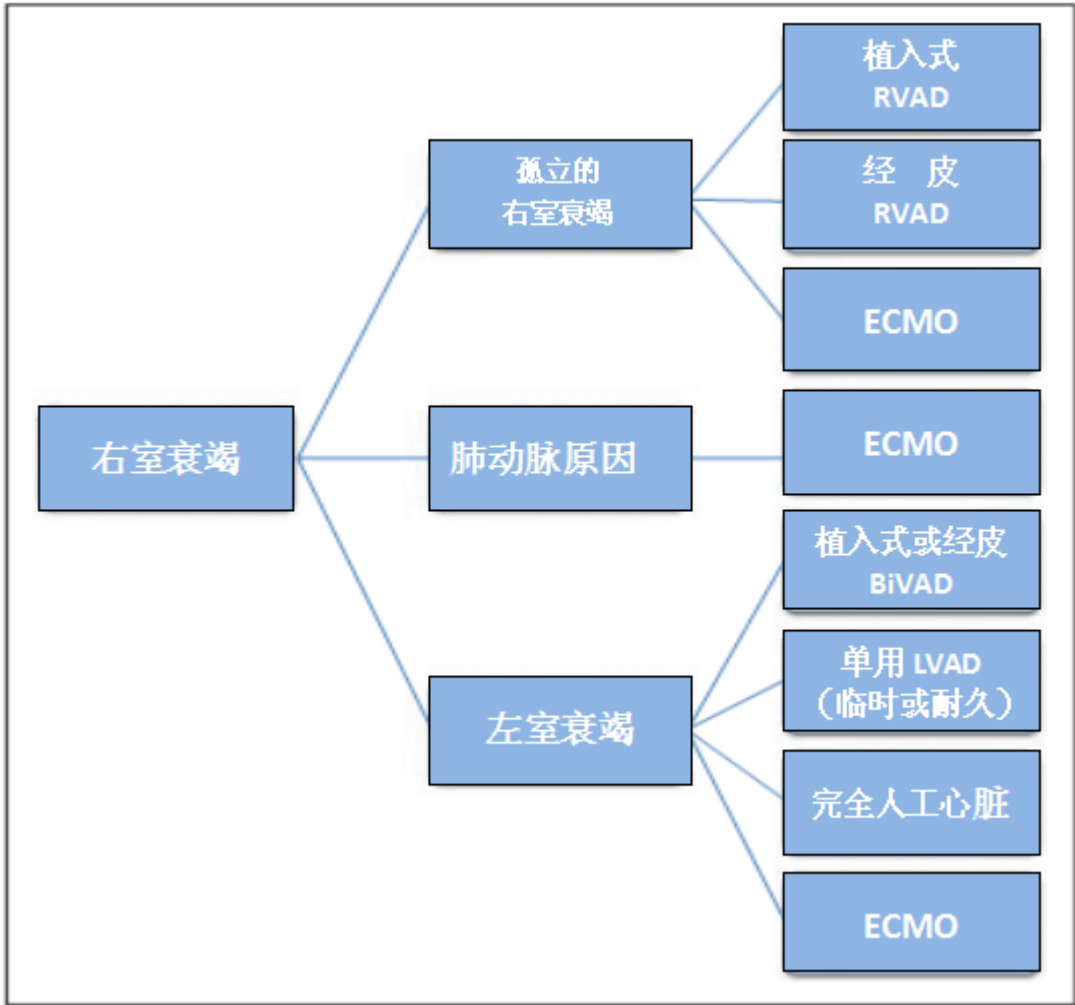 植入式
RVAD
孤立的
右室衰竭
经 皮
RVAD
ECMO
右室衰竭
肺动脉原因
ECMO
植入式或经皮
BiVAD
左室衰竭
单用 LVAD
（临时或耐久）
完全人工心脏
ECMO